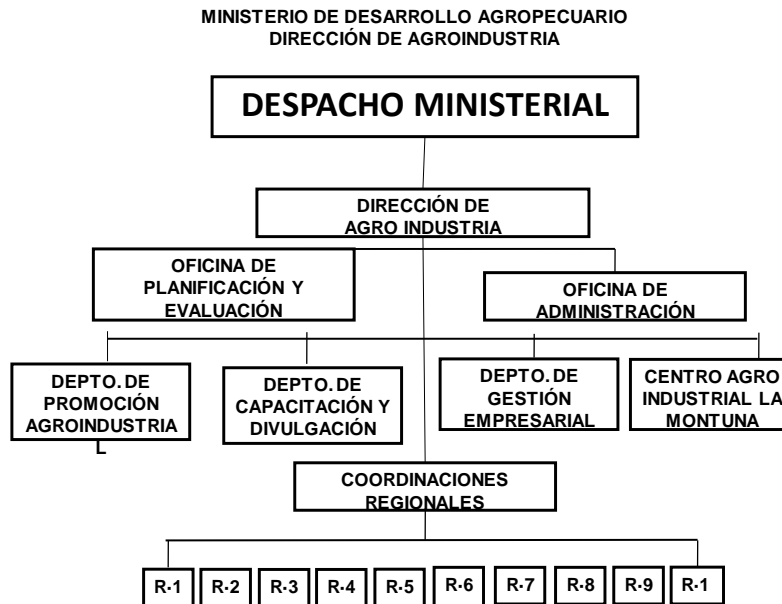 MINISTERIO DE DESARROLLO AGROPECUARIO
DIRECCIÓN DE AGROINDUSTRIA
DESPACHO MINISTERIAL
DIRECCIÓN DE
AGRO INDUSTRIA
OFICINA DE
PLANIFICACIÓN Y
EVALUACIÓN
OFICINA DE
ADMINISTRACIÓN
DEPTO. DE
PROMOCIÓN
AGROINDUSTRIA
L
DEPTO. DE
CAPACITACIÓN Y
DIVULGACIÓN
DEPTO. DE
GESTIÓN
EMPRESARIAL
CENTRO AGRO
INDUSTRIAL LA
MONTUNA
COORDINACIONES
REGIONALES
R.1 R.2 R.3 R.4 R.5 R.6 R.7 R.8 R.9 R.1